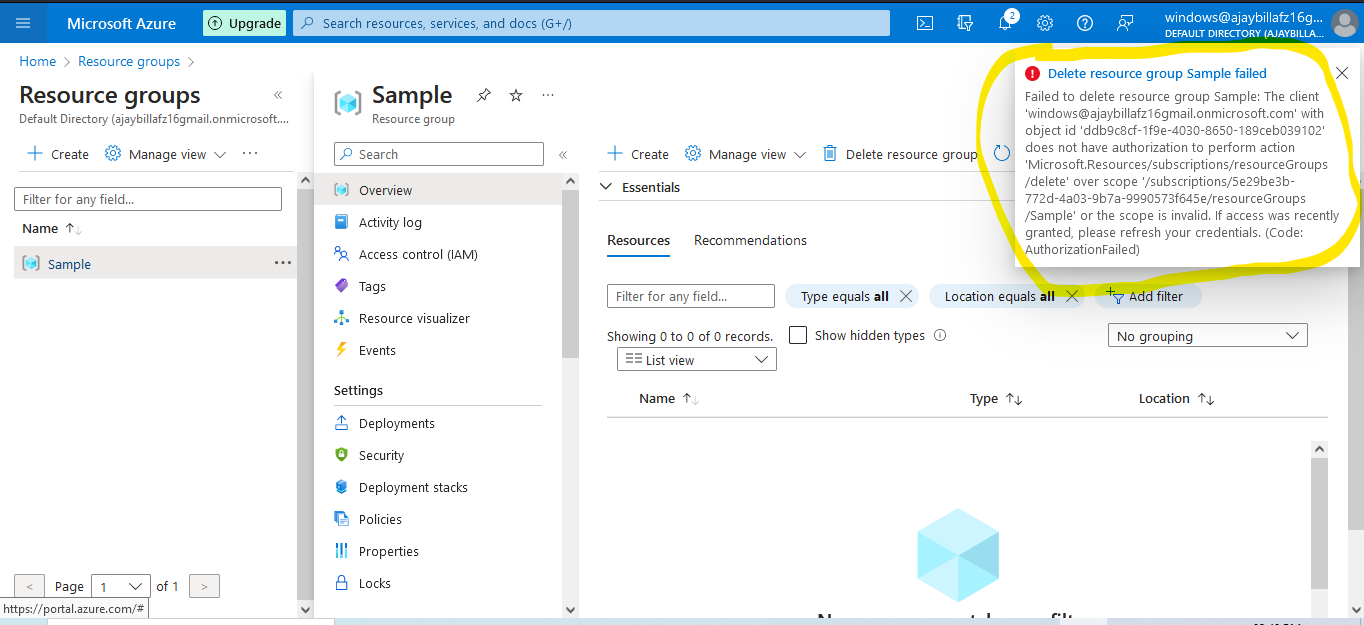 Microsoft Azure
Upgrade
Search resources, services, and docs (G+/)
2
windows@ajaybillafz16g...
DEFAULT DIRECTORY (AJAYBILLA...
Home > Resource groups >
Resource groups
Default Directory (ajaybillafz16gmail.onmicrosoft....
+ Create
Manage view
...
Filter for any field...
Name
Sample
...
< Page 1 of 1 >
https://portal.azure.com/#
Sample
...
Resource group
Search
Overview
Activity log
Access control (IAM)
Tags
Resource visualizer
Events
Settings
Deployments
Security
Deployment stacks
Policies
Properties
Locks
+ Create
Manage view
Delete resource group
Essentials
Resources
Recommendations
Filter for any field...
Type equals all
Location equals all
Add filter
Showing 0 to 0 of 0 records.
Show hidden types
No grouping
List view
Name
Type
Location
Delete resource group Sample failed
Failed to delete resource group Sample: The client
'windows@ajaybillafz16gmail.onmicrosoft.com' with
object id 'ddb9c8cf-1f9e-4030-8650-189ceb039102'
does not have authorization to perform action
'Microsoft.Resources/subscriptions/resourceGroups
/delete' over scope '/subscriptions/5e29be3b-
772d-4a03-9b7a-9990573f645e/resourceGroups
/Sample' or the scope is invalid. If access was recently
granted, please refresh your credentials. (Code:
AuthorizationFailed)